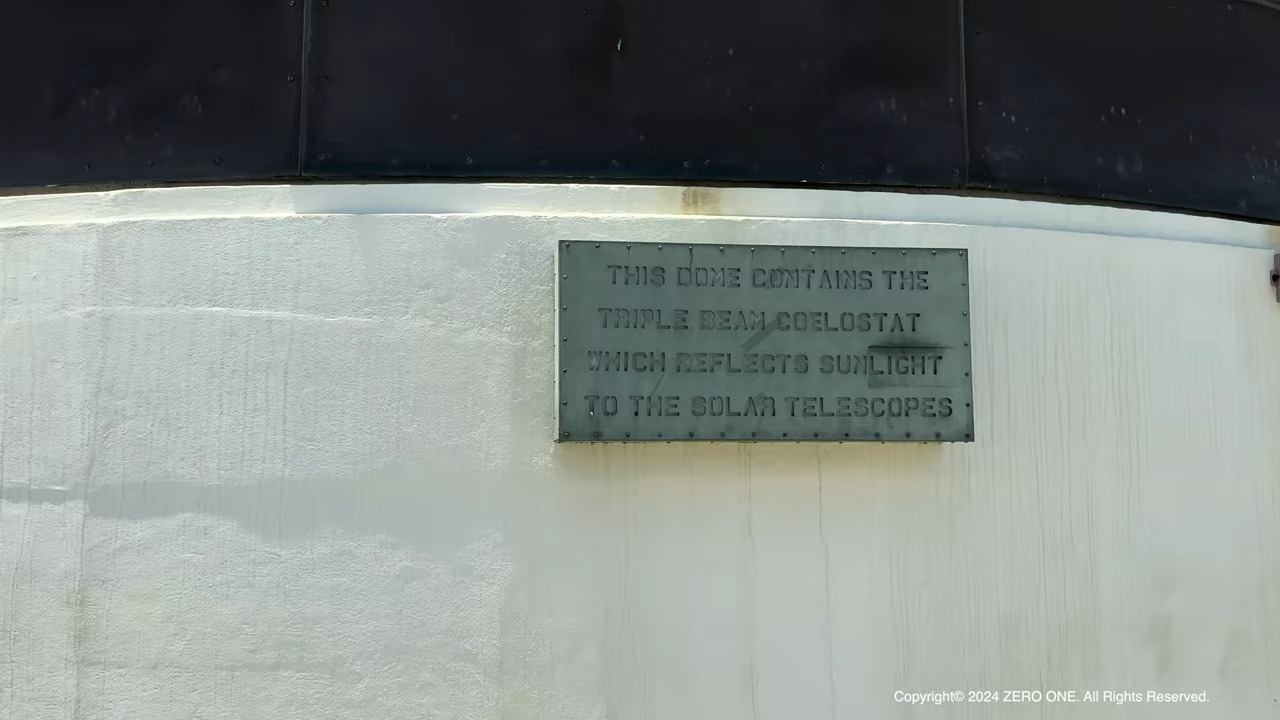 THIS DOME CONTAINS THE
TRIPLE BEAM COELOSTAT
WHICH REFLECTS SUNLIGHT
TO THE SOLAR TELESCOPES
Copyright© 2024 ZERO ONE. All Rights Reserved.